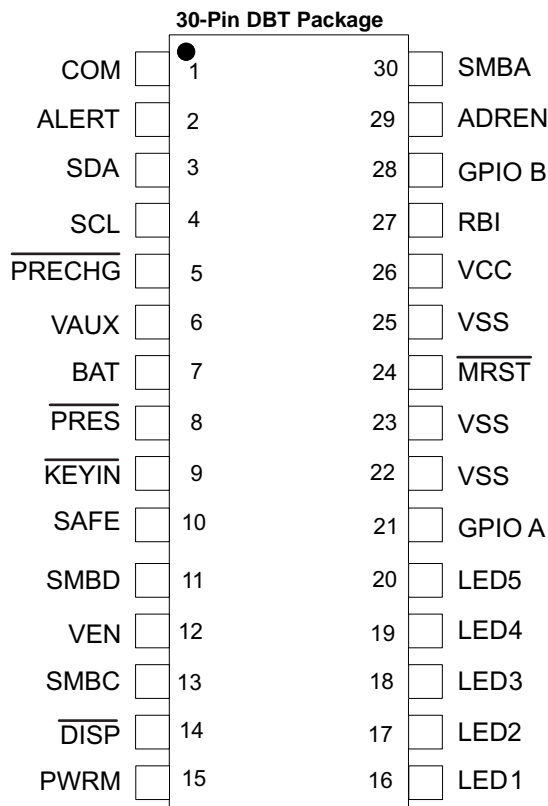 30-Pin DBT Package
COM 1 30 SMBA
ALERT 2 29 ADREN
SDA 3 28 GPIO B
SCL 4 27 RBI
PRECHG 5 26 VCC
VAUX 6 25 VSS
BAT 7 24 MRST
PRES 8 23 VSS
KEYIN 9 22 VSS
SAFE 10 21 GPIO A
SMBD 11 20 LED5
VEN 12 19 LED4
SMBC 13 18 LED3
DISP 14 17 LED2
PWRM 15 16 LED1